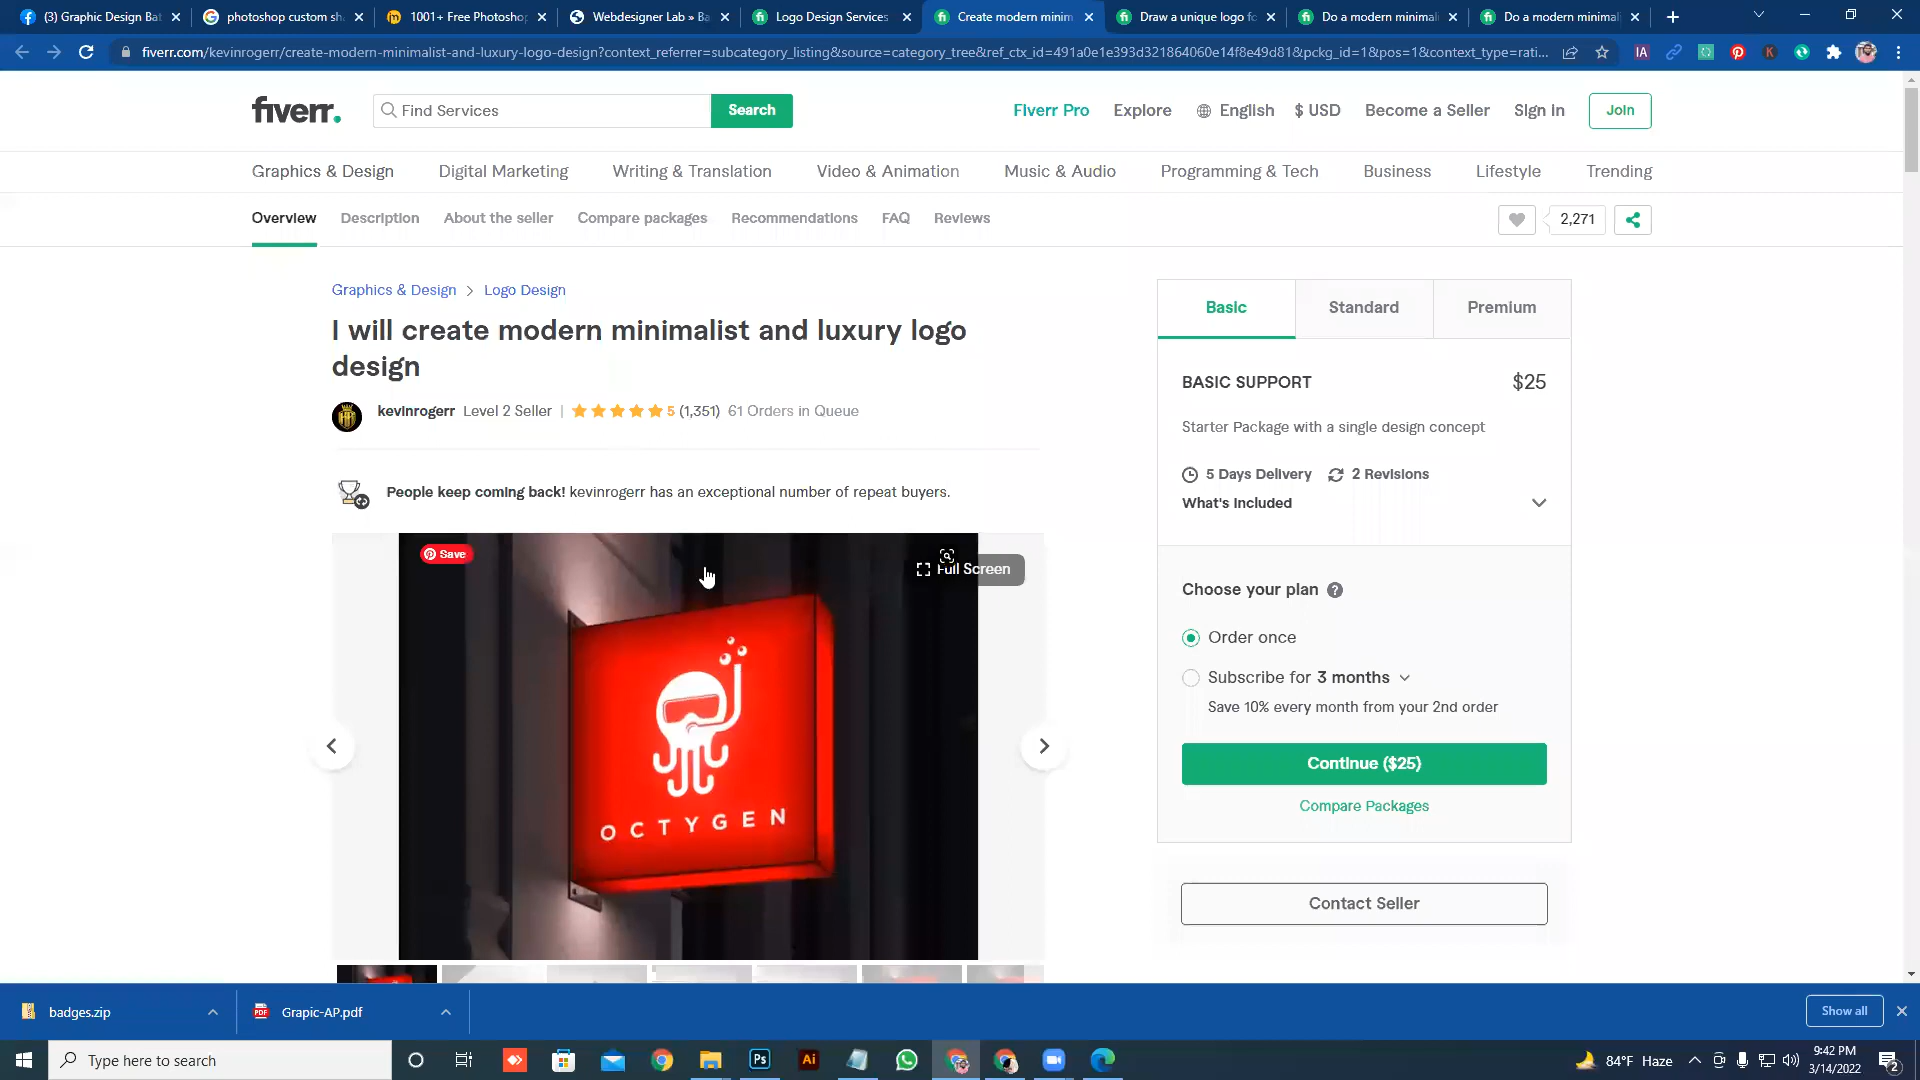 (3) Graphic Design Bat
photoshop custom sh
1001+ Free Photoshop
Webdesigner Lab » Ba
Logo Design Services
Create modern minim
Draw a unique logo fo
Do a modern minimali
Do a modern minimal
fiverr.com/kevinrogerr/create-modern-minimalist-and-luxury-logo-design?context_referrer=subcategory_listing&source=category_tree&ref_ctx_id=491a0e1e393d321864060e14f8e49d81&pckg_id=1&pos=1&context_type=rati...
fiverr.
Find Services
Search
Fiverr Pro
Explore
English
$ USD
Become a Seller
Sign in
Join
Graphics & Design
Digital Marketing
Writing & Translation
Video & Animation
Music & Audio
Programming & Tech
Business
Lifestyle
Trending
Overview
Description
About the seller
Compare packages
Recommendations
FAQ
Reviews
2,271
Graphics & Design > Logo Design
I will create modern minimalist and luxury logo
design
kevinrogerr Level 2 Seller | 5 (1,351) 61 Orders in Queue
People keep coming back! kevinrogerr has an exceptional number of repeat buyers.
Save
Full Screen
OCTYGEN
Basic
Standard
Premium
BASIC SUPPORT
$25
Starter Package with a single design concept
5 Days Delivery
2 Revisions
What's Included
Choose your plan ?
Order once
Subscribe for 3 months
Save 10% every month from your 2nd order
Continue ($25)
Compare Packages
Contact Seller
badges.zip
PDF
Grapic-AP.pdf
Show all
Type here to search
Ps
Ai
84°F Haze
9:42 PM
3/14/2022
2